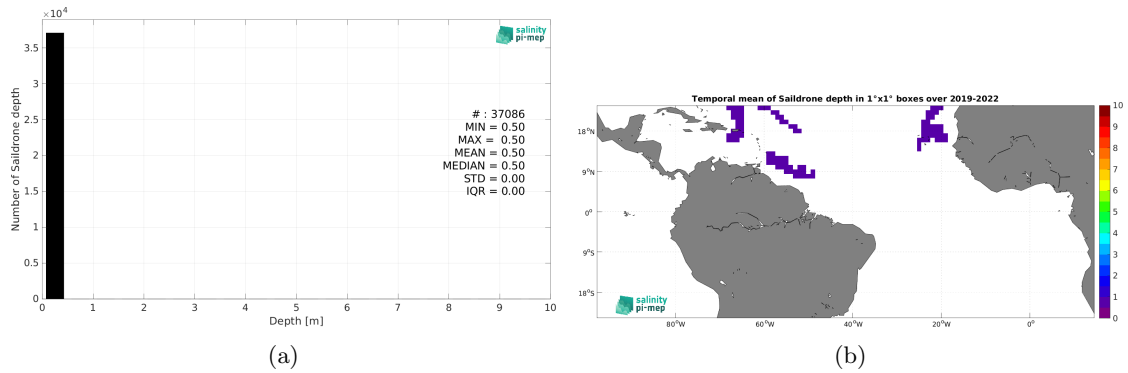 ×10⁴
3.5
3
2.5
2
1.5
1
0.5
0
Number of Saildrone depth
salinity
pi-mep
# : 37086
MIN = 0.50
MAX = 0.50
MEAN = 0.50
MEDIAN = 0.50
STD = 0.00
IQR = 0.00
0 1 2 3 4 5 6 7 8 9 10
Depth [m]
(a)
Temporal mean of Saildrone depth in 1°x1° boxes over 2019-2022
18°N
9°N
0°
9°S
18°S
80°W 60°W 40°W 20°W 0°
salinity
pi-mep
10
9
8
7
6
5
4
3
2
1
0
(b)